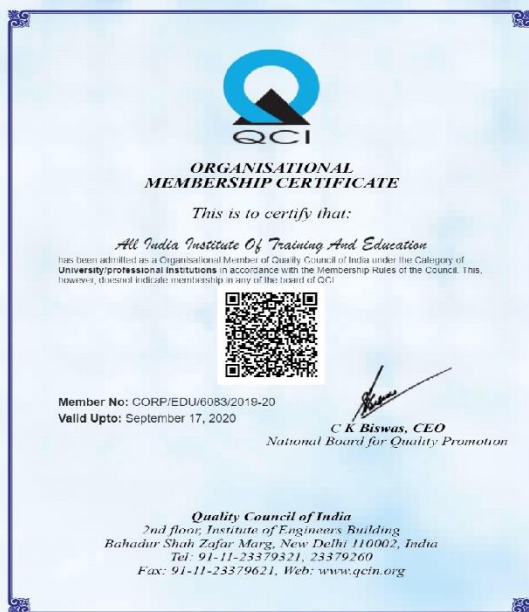 QCI
ORGANISATIONAL
MEMBERSHIP CERTIFICATE
This is to certify that:
All India Institute Of Training And Education
has been admitted as a Organisational Member of Quality Council of India under the Category of
University/professional Institutions in accordance with the Membership Rules of the Council. This,
however, doesnot indicate membership in any of the board of QCI
Member No: CORP/EDU/6083/2019-20
Valid Upto: September 17, 2020
C K Biswas, CEO
National Board for Quality Promotion
Quality Council of India
2nd floor, Institute of Engineers Building
Bahadur Shah Zafar Marg, New Delhi 110002, India
Tel: 91-11-23379321, 23379260
Fax: 91-11-23379621, Web: www.qcin.org